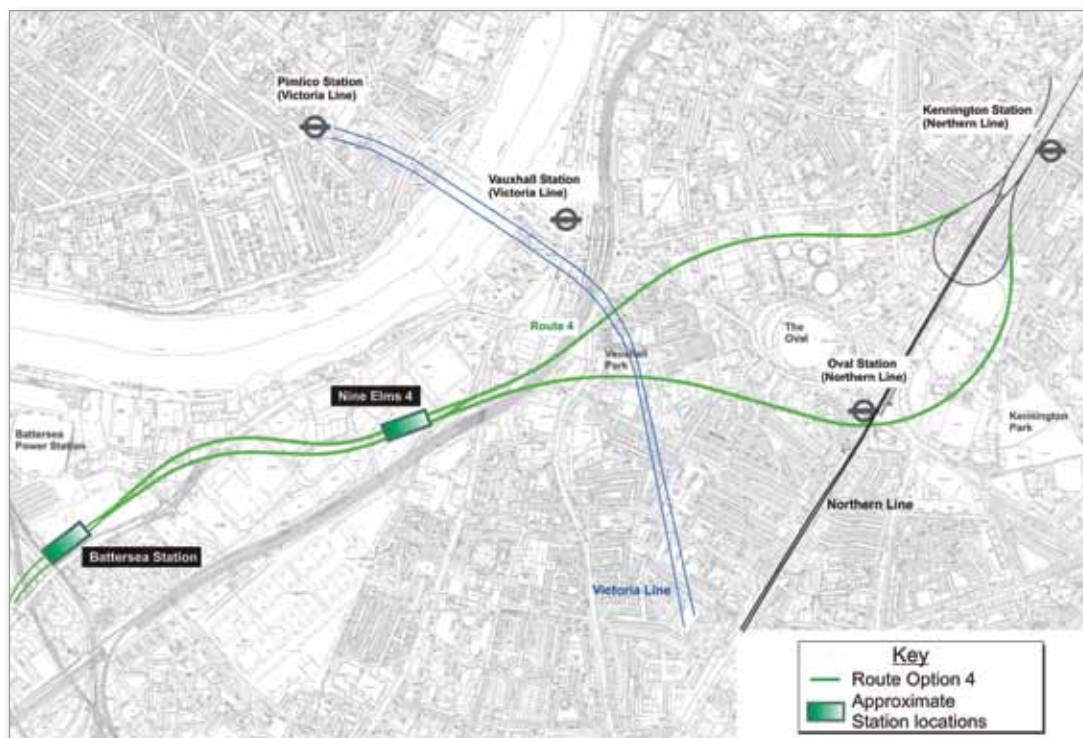 Pimlico Station
(Victoria Line)
Kennington Station
(Northern Line)
Vauxhall Station
(Victoria Line)
Route 4
Vauxhall
Park
The
Oval
Oval Station
(Northern Line)
Nine Elms 4
Kennington
Park
Battersea
Power Station
Northern Line
Battersea Station
Victoria Line
Key
Route Option 4
Approximate
Station locations